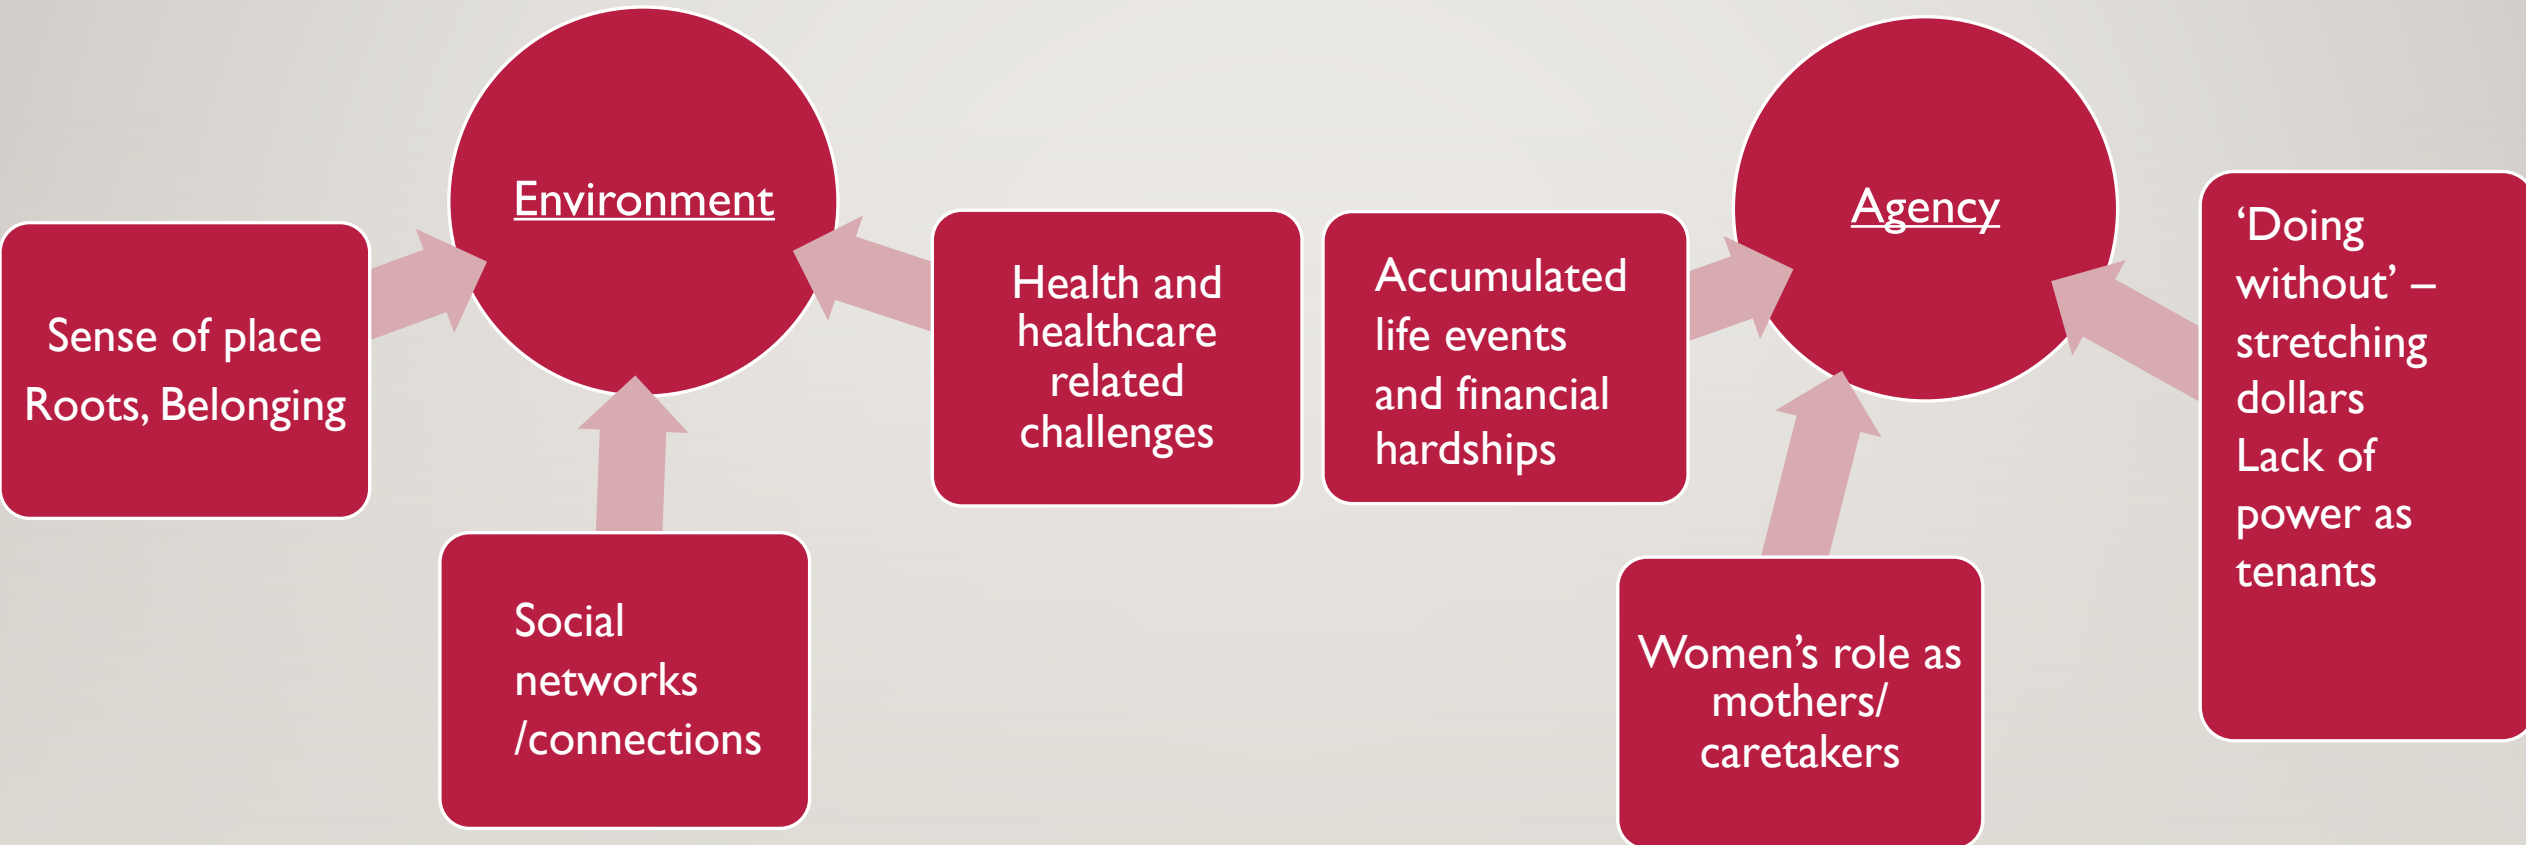 Environment
Sense of place
Roots, Belonging
Social
networks
/connections
Health and
healthcare
related
challenges
Agency
Accumulated
life events
and financial
hardships
Women’s role as
mothers/
caretakers
‘Doing
without’ –
stretching
dollars
Lack of
power as
tenants